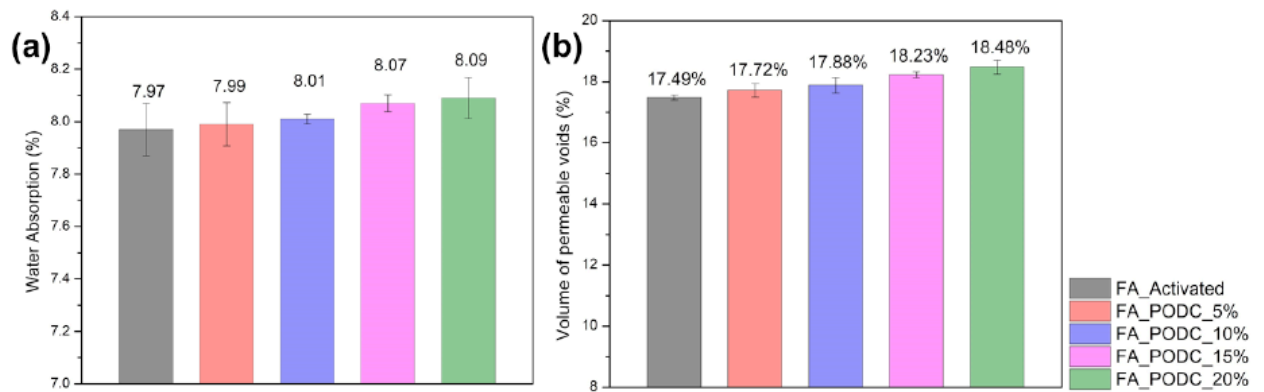 (a)
Water Absorption (%)
8.4
8.2
8.0
7.8
7.6
7.4
7.2
7.0
7.97
7.99
8.01
8.07
8.09
(b)
Volume of permeable voids (%)
20
18
16
14
12
10
8
17.49%
17.72%
17.88%
18.23%
18.48%
FA_Activated
FA_PODC_5%
FA_PODC_10%
FA_PODC_15%
FA_PODC_20%